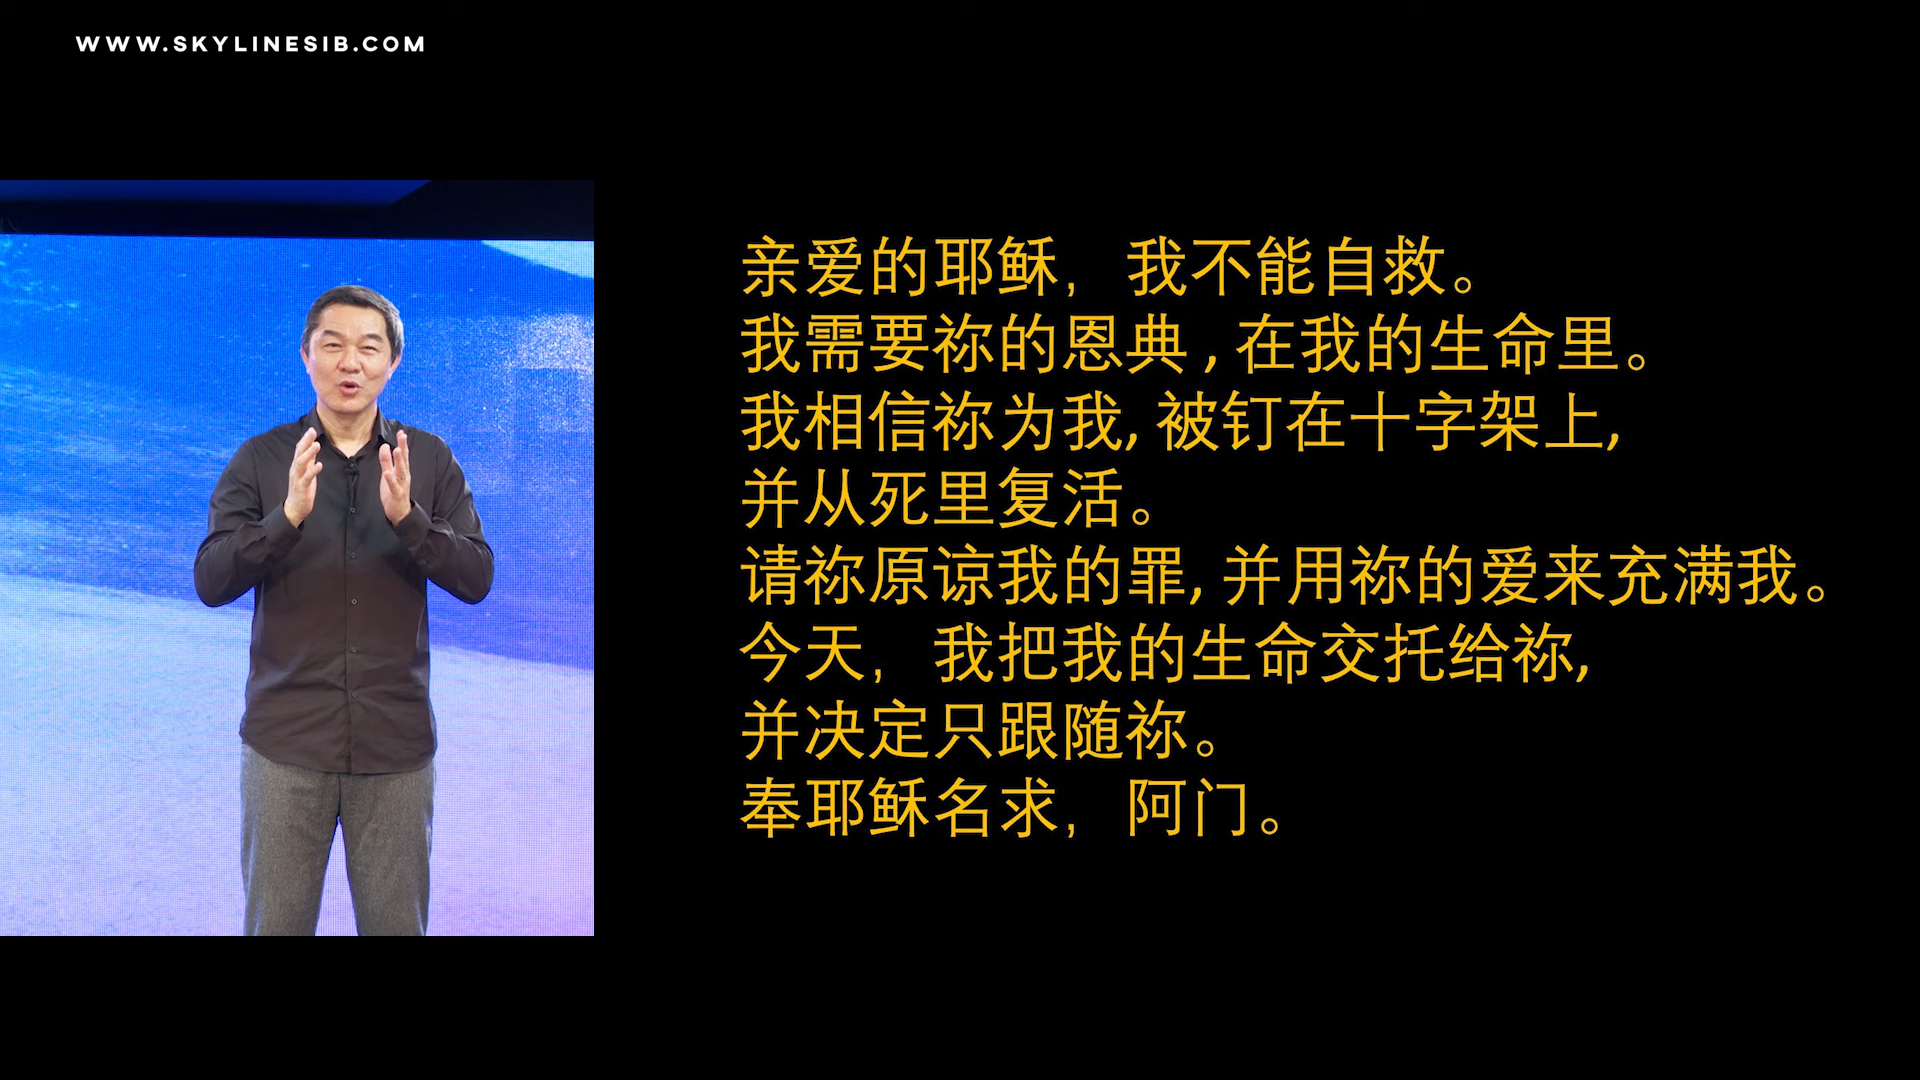 WWW.SKYLINESIB.COM
亲爱的耶稣，我不能自救。
我需要祢的恩典,在我的生命里。
我相信祢为我,被钉在十字架上,
并从死里复活。
请祢原谅我的罪,并用祢的爱来充满我。
今天，我把我的生命交托给祢,
并决定只跟随祢。
奉耶稣名求，阿门。